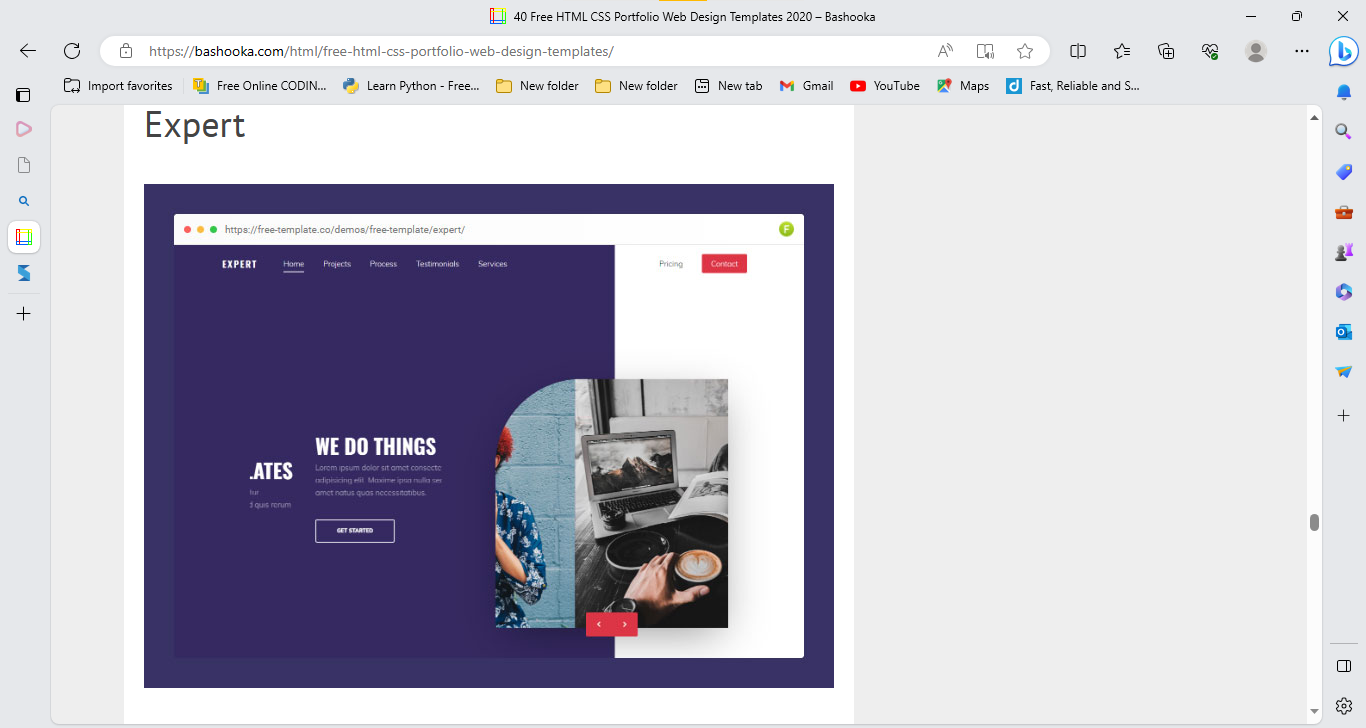 40 Free HTML CSS Portfolio Web Design Templates 2020 – Bashooka
https://bashooka.com/html/free-html-css-portfolio-web-design-templates/
Import favorites
Free Online CODIN...
Learn Python - Free...
New folder
New folder
New tab
Gmail
YouTube
Maps
Fast, Reliable and S...
Expert
https://free-template.co/demos/free-template/expert/
F
EXPERT
Home
Projects
Process
Testimonials
Services
Pricing
Contact
.ATES
tur
quis rerum
WE DO THINGS
Lorem ipsum dolor sit amet consecte
adipisicing elit. Maxime ipsa nulla sed
amet natus quas necessitatibus.
GET STARTED